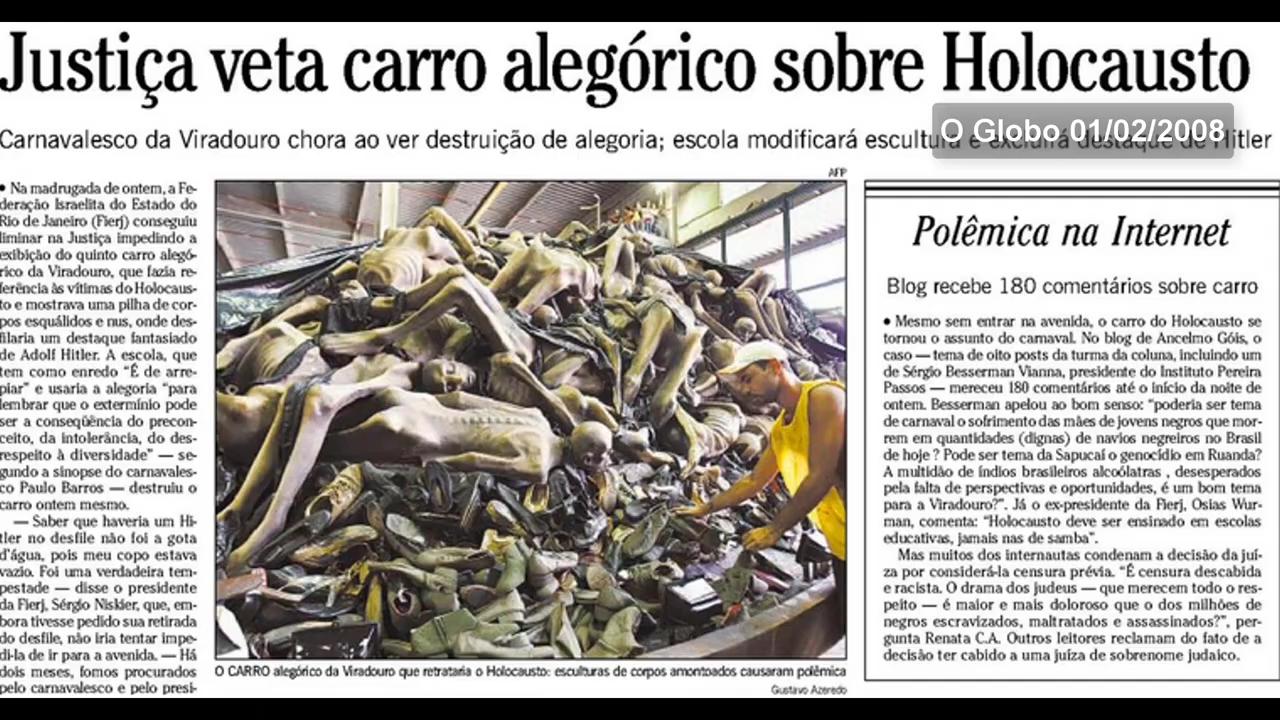 Justiça veta carro alegórico sobre Holocausto
O Globo 01/02/2008
Carnavalesco da Viradouro chora ao ver destruição de alegoria; escola modificará escultura e excluirá destaque de Hitler
• Na madrugada de ontem, a Fe-
deração Israelita do Estado do
Rio de Janeiro (Fierj) conseguiu
liminar na Justiça impedindo a
exibição do quinto carro alegó-
rico da Viradouro, que fazia re-
ferência às vítimas do Holocaus-
to e mostrava uma pilha de cor-
pos esquálidos e nus, onde des-
filaria um destaque fantasiado
de Adolf Hitler. A escola, que
tem como enredo “É de arre-
piar” e usaria a alegoria “para
lembrar que o extermínio pode
ser a conseqüência do precon-
ceito, da intolerância, do des-
respeito à diversidade” — se-
gundo a sinopse do carnavales-
co Paulo Barros — destruiu o
carro ontem mesmo.
— Saber que haveria um Hi-
tler no desfile não foi a gota
d’água, pois meu copo estava
vazio. Foi uma verdadeira tem-
pestade — disse o presidente
da Fierj, Sérgio Niskier, que, em-
bora tivesse pedido sua retirada
do desfile, não iria tentar impe-
di-la de ir para a avenida. — Há
dois meses, fomos procurados
pelo carnavalesco e pelo presi-
AFP
O CARRO alegórico da Viradouro que retrataria o Holocausto: esculturas de corpos amontoados causaram polêmica
Gustavo Azeredo
Polêmica na Internet
Blog recebe 180 comentários sobre carro
• Mesmo sem entrar na avenida, o carro do Holocausto se
tornou o assunto do carnaval. No blog de Ancelmo Góis, o
caso — tema de oito posts da turma da coluna, incluindo um
de Sérgio Besserman Vianna, presidente do Instituto Pereira
Passos — mereceu 180 comentários até o início da noite de
ontem. Besserman apelou ao bom senso: “poderia ser tema
de carnaval o sofrimento das mães de jovens negros que mor-
rem em quantidades (dignas) de navios negreiros no Brasil
de hoje ? Pode ser tema da Sapucaí o genocídio em Ruanda?
A multidão de índios brasileiros alcoólatras , desesperados
pela falta de perspectivas e oportunidades, é um bom tema
para a Viradouro?”. Já o ex-presidente da Fierj, Osias Wur-
man, comenta: “Holocausto deve ser ensinado em escolas
educativas, jamais nas de samba”.
Mas muitos dos internautas condenam a decisão da juí-
za por considerá-la censura prévia. “É censura descabida
e racista. O drama dos judeus — que merecem todo o res-
peito — é maior e mais doloroso que o dos milhões de
negros escravizados, maltratados e assassinados?”, per-
gunta Renata C.A. Outros leitores reclamam do fato de a
decisão ter cabido a uma juíza de sobrenome judaico.